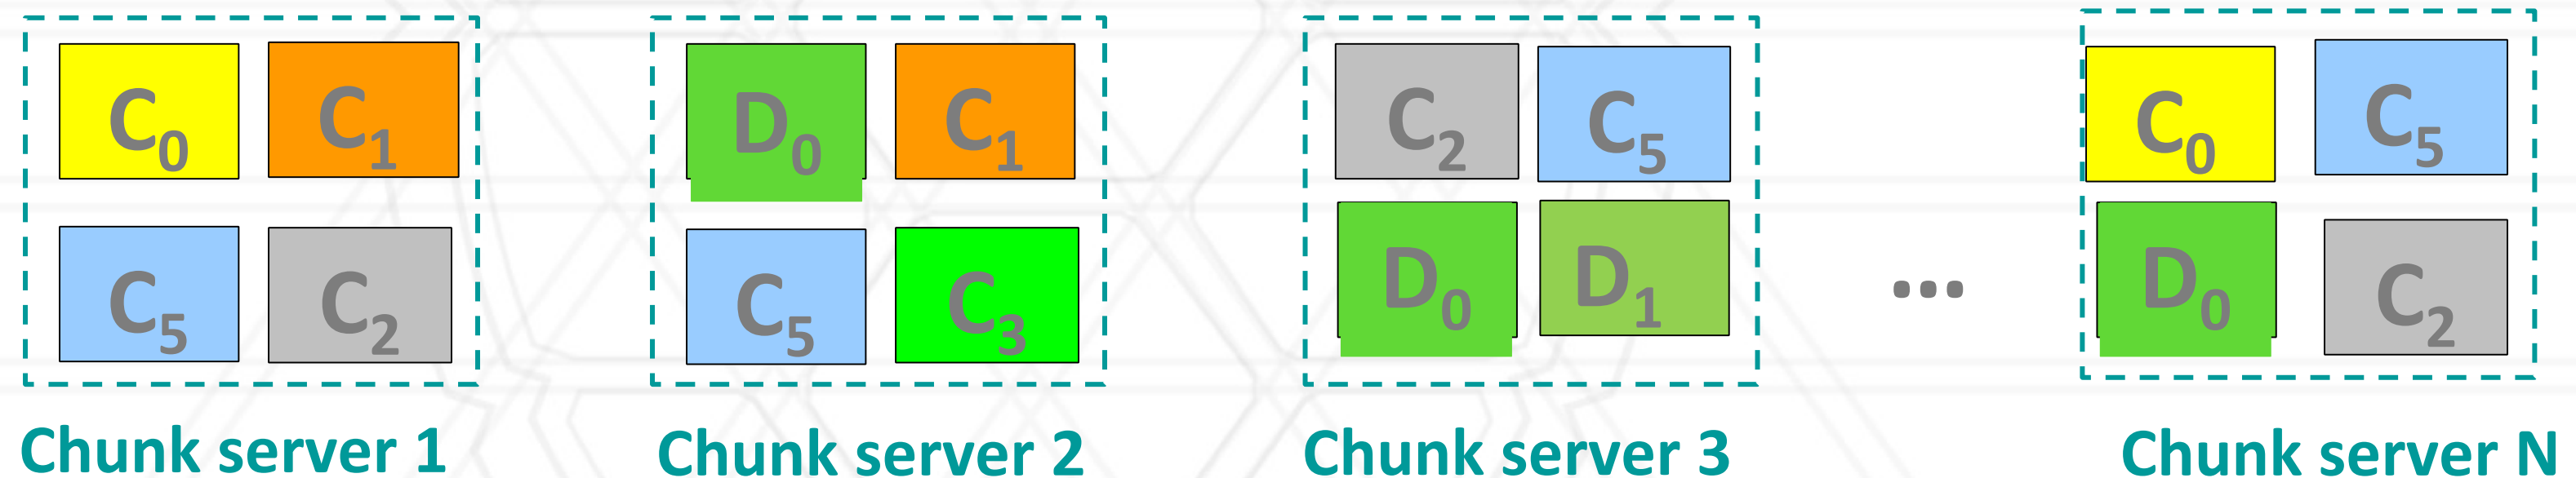 C0 C1 D0 C1 C2 C5 C0 C5
C5 C2 C5 C3 D0 D1 ... D0 C2
Chunk server 1 Chunk server 2 Chunk server 3 Chunk server N